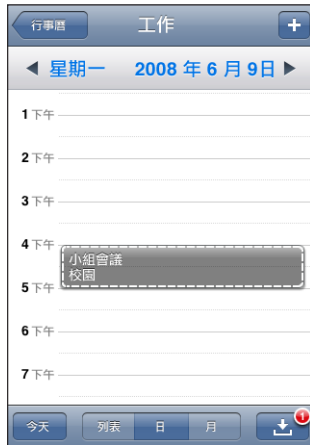 行事曆 工作 +
星期一 2008 年 6 月 9日
1 下午
2 下午
3 下午
4 下午
小組會議
校園
5 下午
6 下午
7 下午
今天 列表 日 月 1